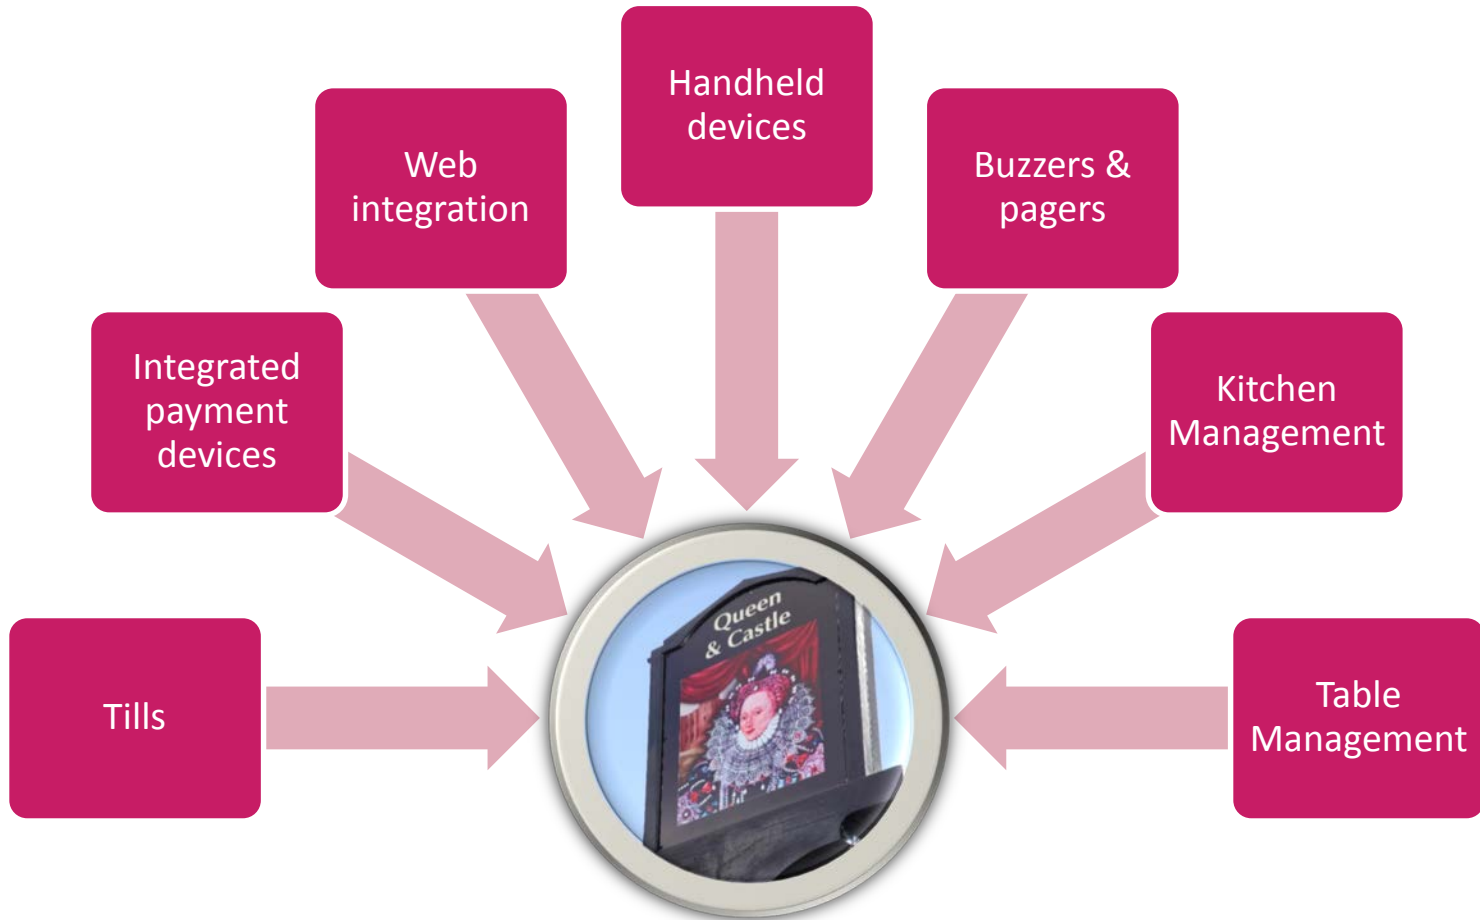 Handheld
devices
Web
integration
Buzzers &
pagers
Integrated
payment
devices
Kitchen
Management
Tills
Table
Management
Queen
& Castle